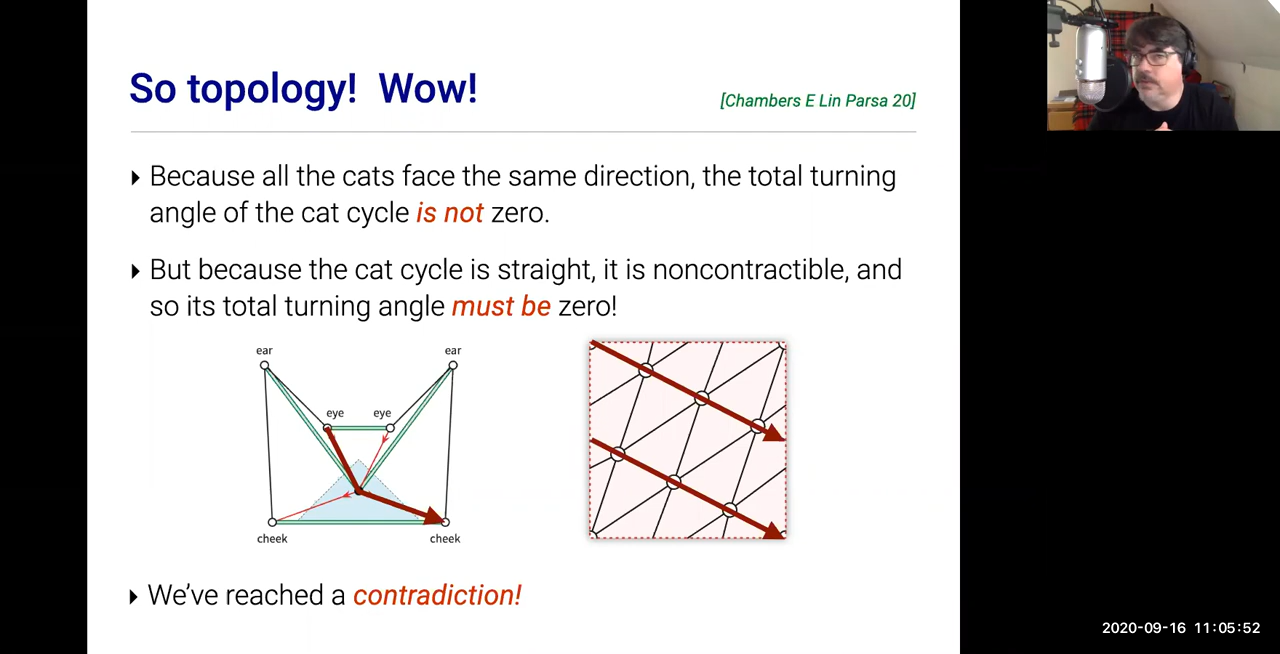 So topology!  Wow!
[Chambers E Lin Parsa 20]
Because all the cats face the same direction, the total turning
angle of the cat cycle is not zero.
But because the cat cycle is straight, it is noncontractible, and
so its total turning angle must be zero!
ear
ear
eye
eye
cheek
cheek
We’ve reached a contradiction!
2020-09-16 11:05:52